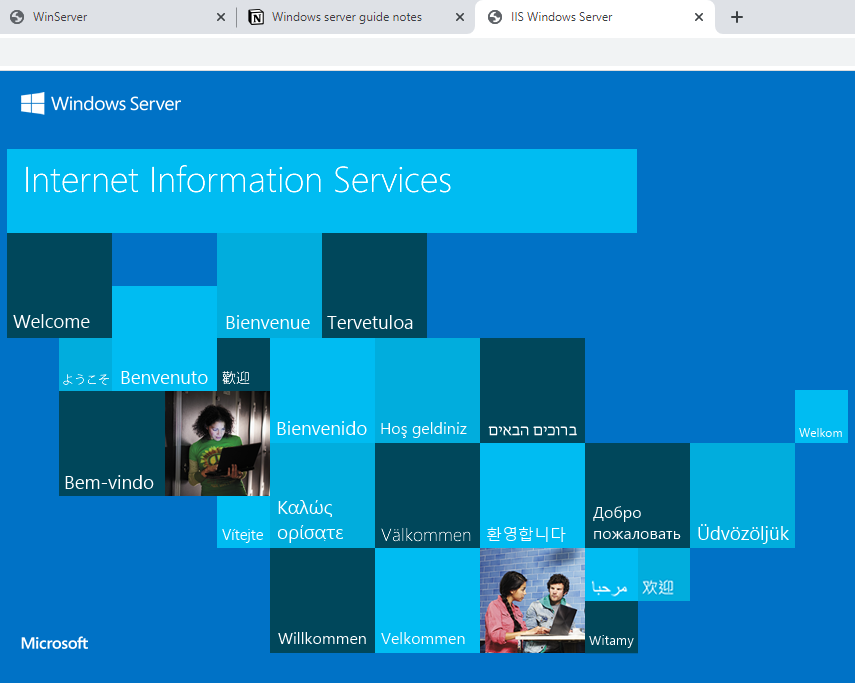 WinServer
Windows server guide notes
IIS Windows Server
Windows Server
Internet Information Services
Welcome
Bienvenue
Tervetuloa
ようこそ
Benvenuto
歡迎
Bienvenido
Hoş geldiniz
ברוכים הבאים
Welkom
Bem-vindo
Vítejte
Καλώς
ορίσατε
Välkommen
환영합니다
Добро
пожаловать
Üdvözöljük
مرحبا
欢迎
Willkommen
Velkommen
Witamy
Microsoft